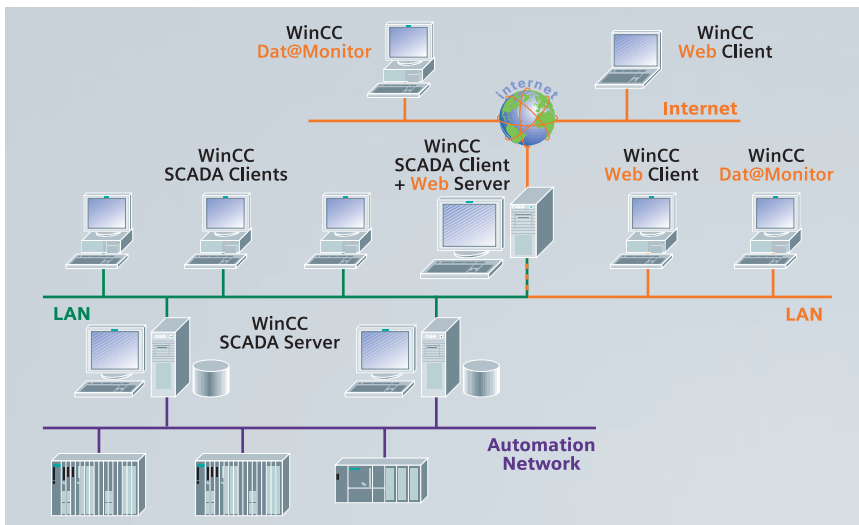 WinCC
Dat@Monitor
WinCC
Web Client
internet
Internet
WinCC
SCADA Clients
WinCC
SCADA Client
+ Web Server
WinCC
Web Client
WinCC
Dat@Monitor
LAN
LAN
WinCC
SCADA Server
Automation
Network